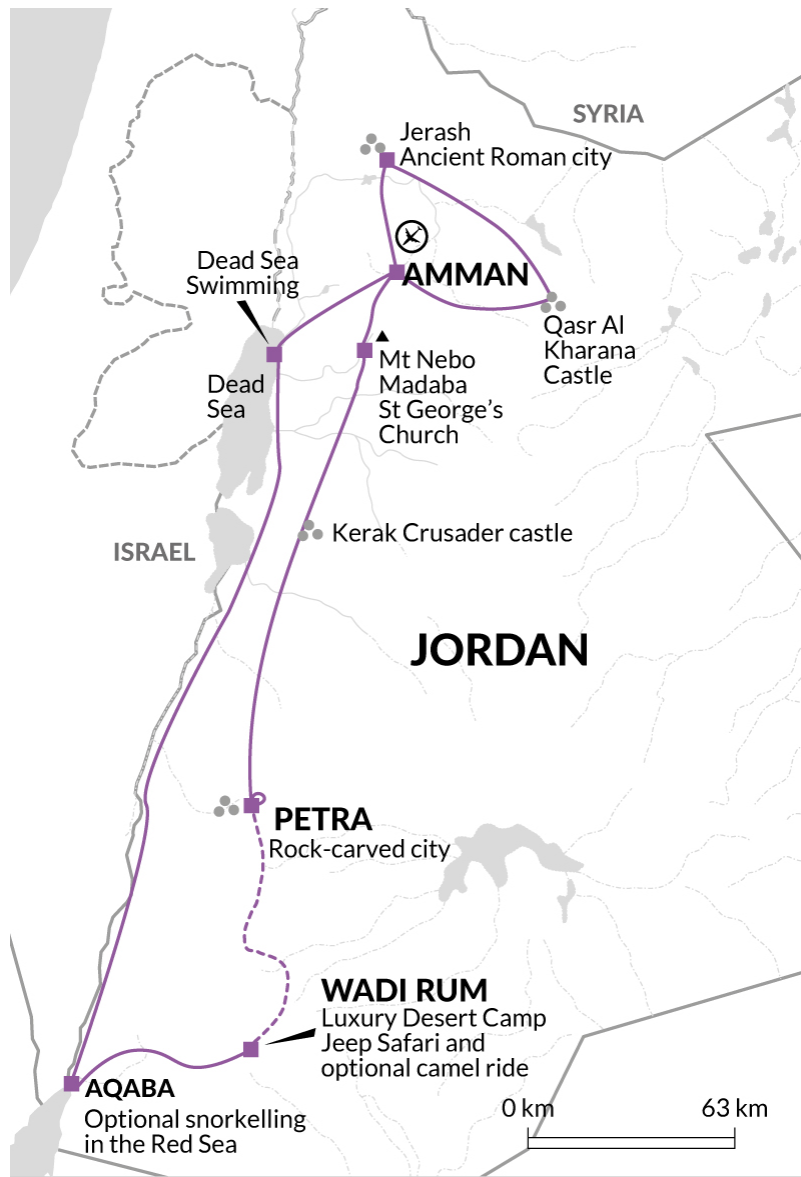 SYRIA
Jerash
Ancient Roman city
Dead Sea
Swimming
AMMAN
Qasr Al
Kharana
Castle
Mt Nebo
Madaba
St George’s
Church
Dead
Sea
Kerak Crusader castle
ISRAEL
JORDAN
PETRA
Rock-carved city
WADI RUM
Luxury Desert Camp
Jeep Safari and
optional camel ride
AQABA
Optional snorkelling
in the Red Sea
0 km
63 km